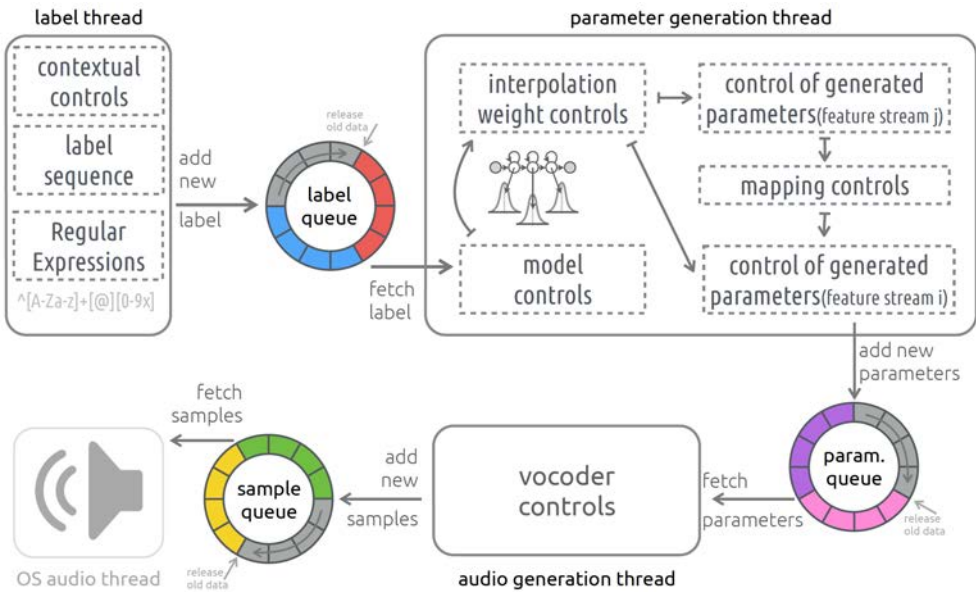 label thread
contextual
controls
label
sequence
Regular
Expressions
^[A-Za-z]+[@][0-9x]
add
new
label
release
old data
label
queue
fetch
label
parameter generation thread
interpolation
weight controls
control of generated
parameters(feature stream j)
mapping controls
model
controls
control of generated
parameters(feature stream i)
add new
parameters
param.
queue
release
old data
fetch
parameters
vocoder
controls
audio generation thread
add
new
samples
sample
queue
release
old data
fetch
samples
OS audio thread